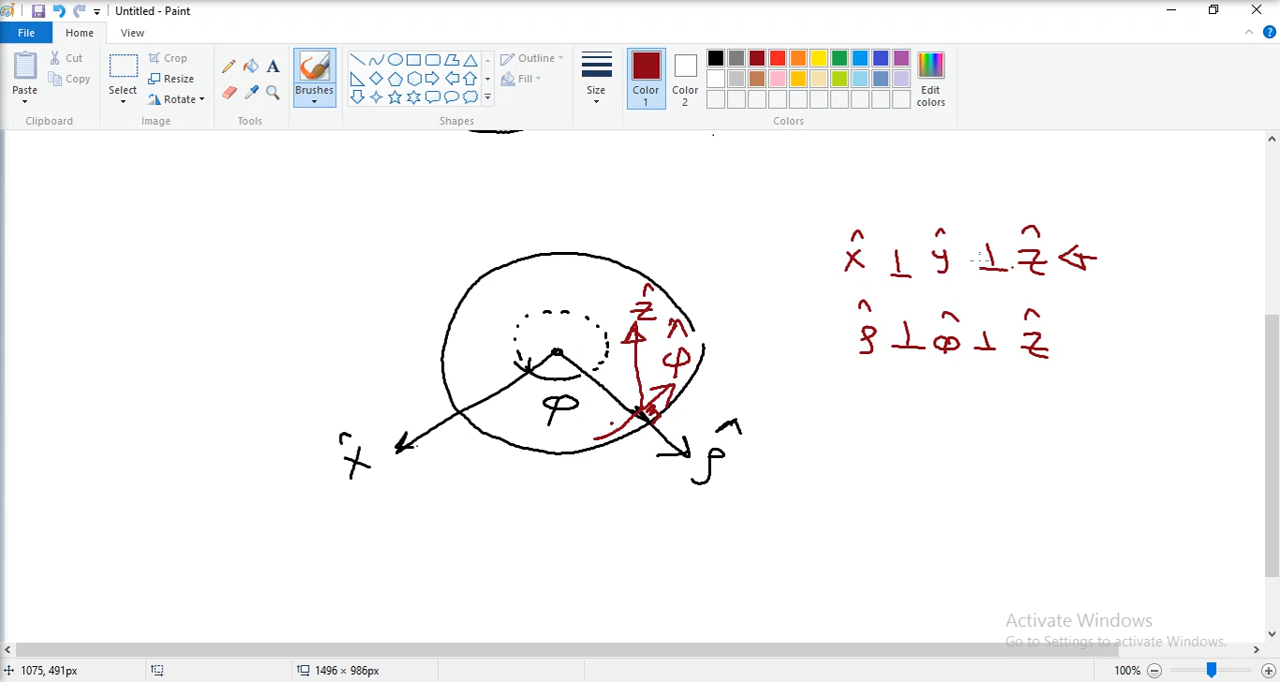 Untitled - Paint
File Home View
Paste
Cut
Copy
Clipboard
Select
Crop
Resize
Rotate
Image
A
Tools
Brushes
Outline
Fill
Shapes
Size
Color 1
Color 2
Edit colors
Colors
x̂ ⊥ ŷ ⊥ ẑ
ρ̂ ⊥ φ̂ ⊥ ẑ
ẑ
φ̂
φ
x̂
ρ̂
Activate Windows
Go to Settings to activate Windows.
1075, 491px
1496 × 986px
100%